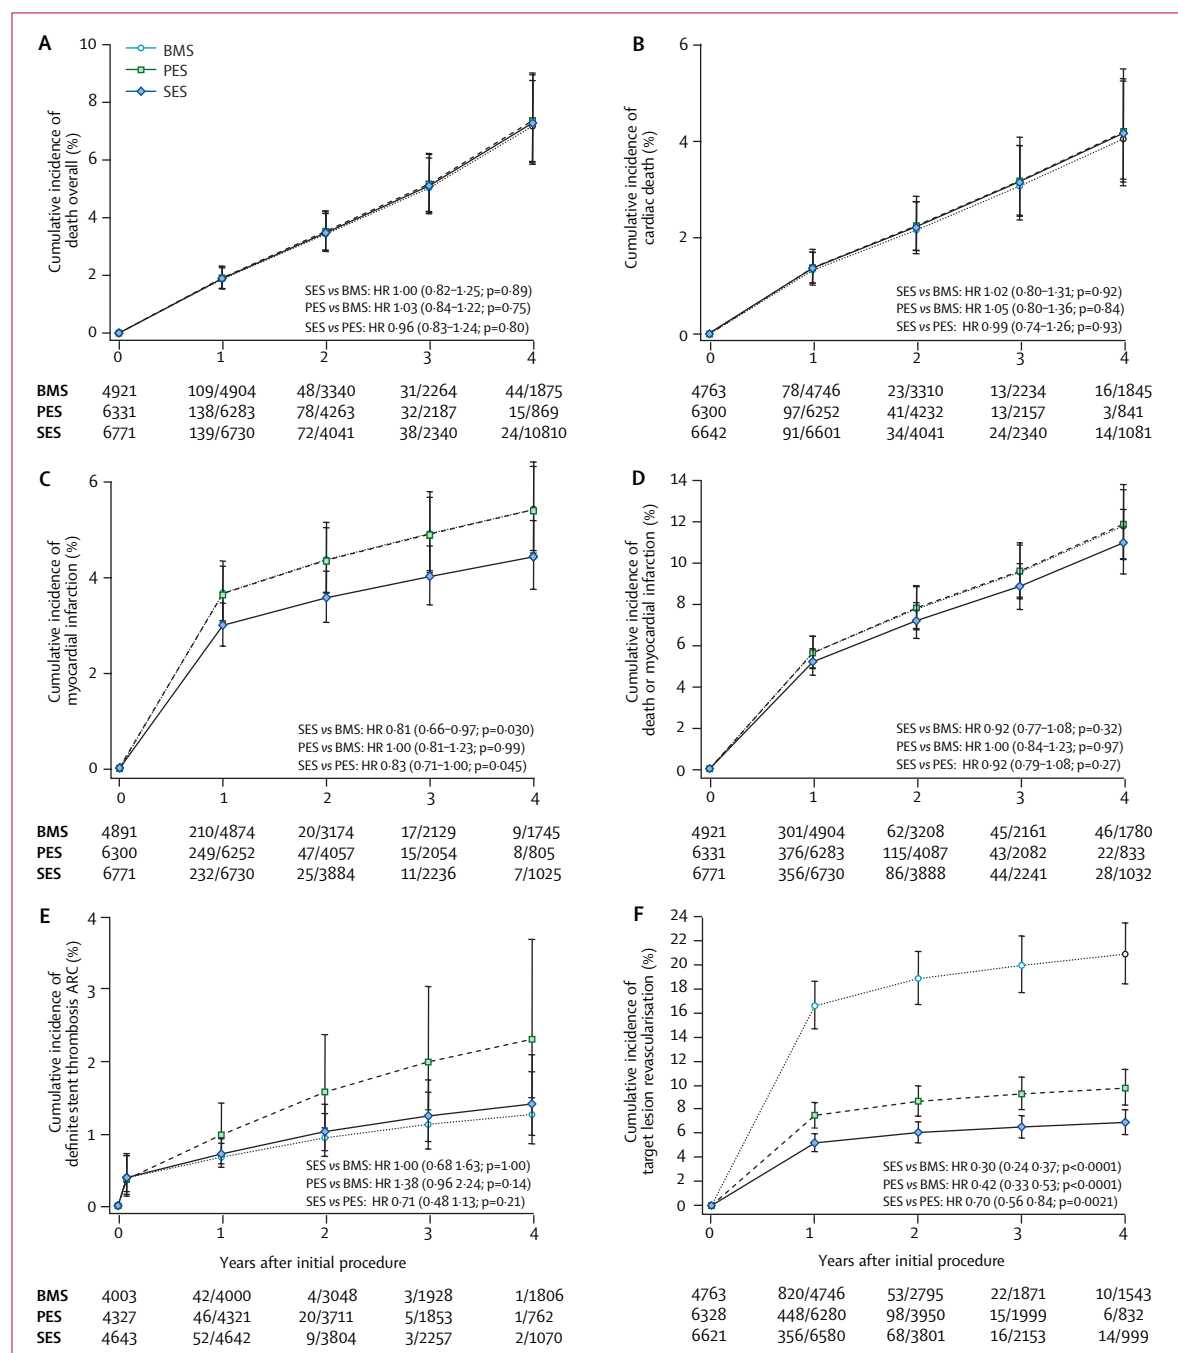 A
10
8
6
4
2
0
Cumulative incidence of
death overall (%)
BMS
PES
SES
SES vs BMS: HR 1·00 (0·82–1·25; p=0·89)
PES vs BMS: HR 1·03 (0·84–1·22; p=0·75)
SES vs PES: HR 0·96 (0·83–1·24; p=0·80)
0 1 2 3 4
BMS 4921 109/4904 48/3340 31/2264 44/1875
PES 6331 138/6283 78/4263 32/2187 15/869
SES 6771 139/6730 72/4041 38/2340 24/10810
B
6
4
2
0
Cumulative incidence of
cardiac death (%)
SES vs BMS: HR 1·02 (0·80–1·31; p=0·92)
PES vs BMS: HR 1·05 (0·80–1·36; p=0·84)
SES vs PES: HR 0·99 (0·74–1·26; p=0·93)
0 1 2 3 4
4763 78/4746 23/3310 13/2234 16/1845
6300 97/6252 41/4232 13/2157 3/841
6642 91/6601 34/4041 24/2340 14/1081
C
6
4
2
0
Cumulative incidence of
myocardial infarction (%)
SES vs BMS: HR 0·81 (0·66–0·97; p=0·030)
PES vs BMS: HR 1·00 (0·81–1·23; p=0·99)
SES vs PES: HR 0·83 (0·71–1·00; p=0·045)
0 1 2 3 4
BMS 4891 210/4874 20/3174 17/2129 9/1745
PES 6300 249/6252 47/4057 15/2054 8/805
SES 6771 232/6730 25/3884 11/2236 7/1025
D
14
12
10
8
6
4
2
0
Cumulative incidence of
death or myocardial infarction (%)
SES vs BMS: HR 0·92 (0·77–1·08; p=0·32)
PES vs BMS: HR 1·00 (0·84–1·23; p=0·97)
SES vs PES: HR 0·92 (0·79–1·08; p=0·27)
0 1 2 3 4
4921 301/4904 62/3208 45/2161 46/1780
6331 376/6283 115/4087 43/2082 22/833
6771 356/6730 86/3888 44/2241 28/1032
E
4
3
2
1
0
Cumulative incidence of
definite stent thrombosis ARC (%)
SES vs BMS: HR 1·00 (0·68 1·63; p=1·00)
PES vs BMS: HR 1·38 (0·96 2·24; p=0·14)
SES vs PES: HR 0·71 (0·48 1·13; p=0·21)
0 1 2 3 4
Years after initial procedure
BMS 4003 42/4000 4/3048 3/1928 1/1806
PES 4327 46/4321 20/3711 5/1853 1/762
SES 4643 52/4642 9/3804 3/2257 2/1070
F
24
22
20
18
16
14
12
10
8
6
4
2
0
Cumulative incidence of
target lesion revascularisation (%)
SES vs BMS: HR 0·30 (0·24 0·37; p<0·0001)
PES vs BMS: HR 0·42 (0·33 0·53; p<0·0001)
SES vs PES: HR 0·70 (0·56 0·84; p=0·0021)
0 1 2 3 4
Years after initial procedure
4763 820/4746 53/2795 22/1871 10/1543
6328 448/6280 98/3950 15/1999 6/832
6621 356/6580 68/3801 16/2153 14/999